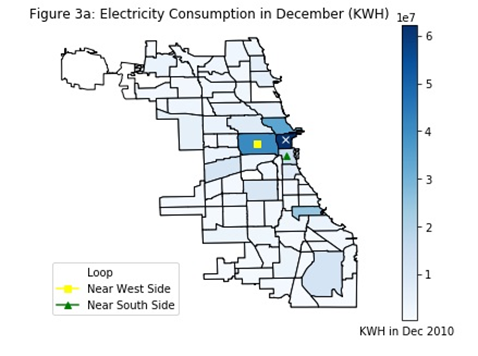 Figure 3a: Electricity Consumption in December (KWH)
1e7
6
5
4
3
2
1
Loop
Near West Side
Near South Side
KWH in Dec 2010